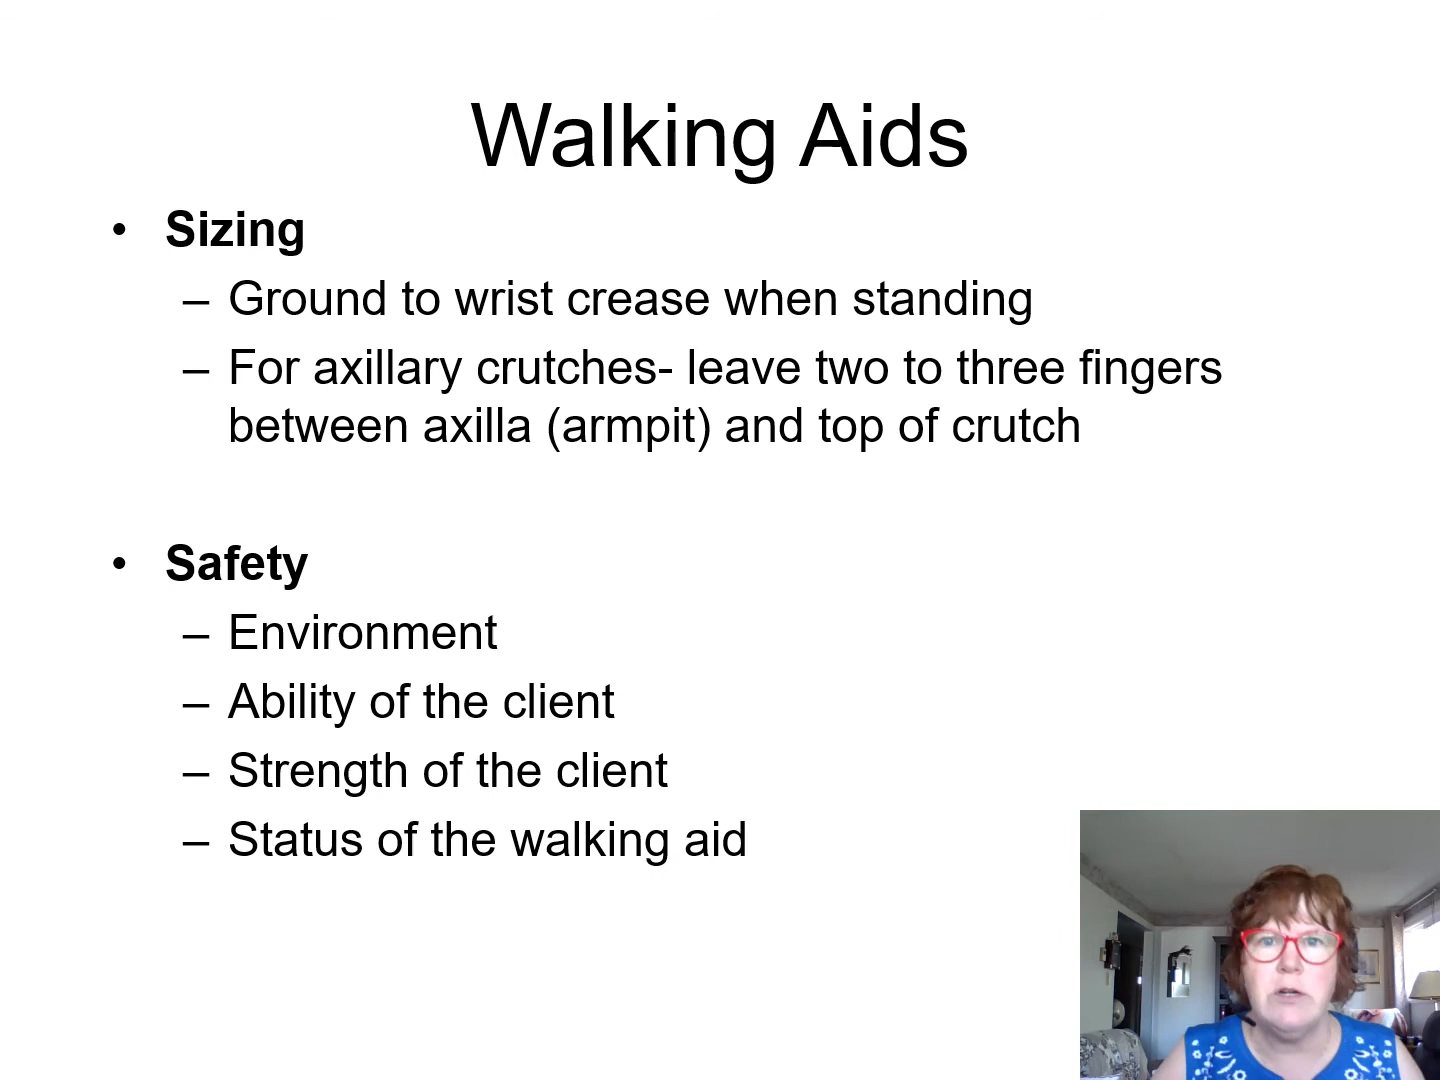 Walking Aids
• Sizing
– Ground to wrist crease when standing
– For axillary crutches- leave two to three fingers
between axilla (armpit) and top of crutch
• Safety
– Environment
– Ability of the client
– Strength of the client
– Status of the walking aid